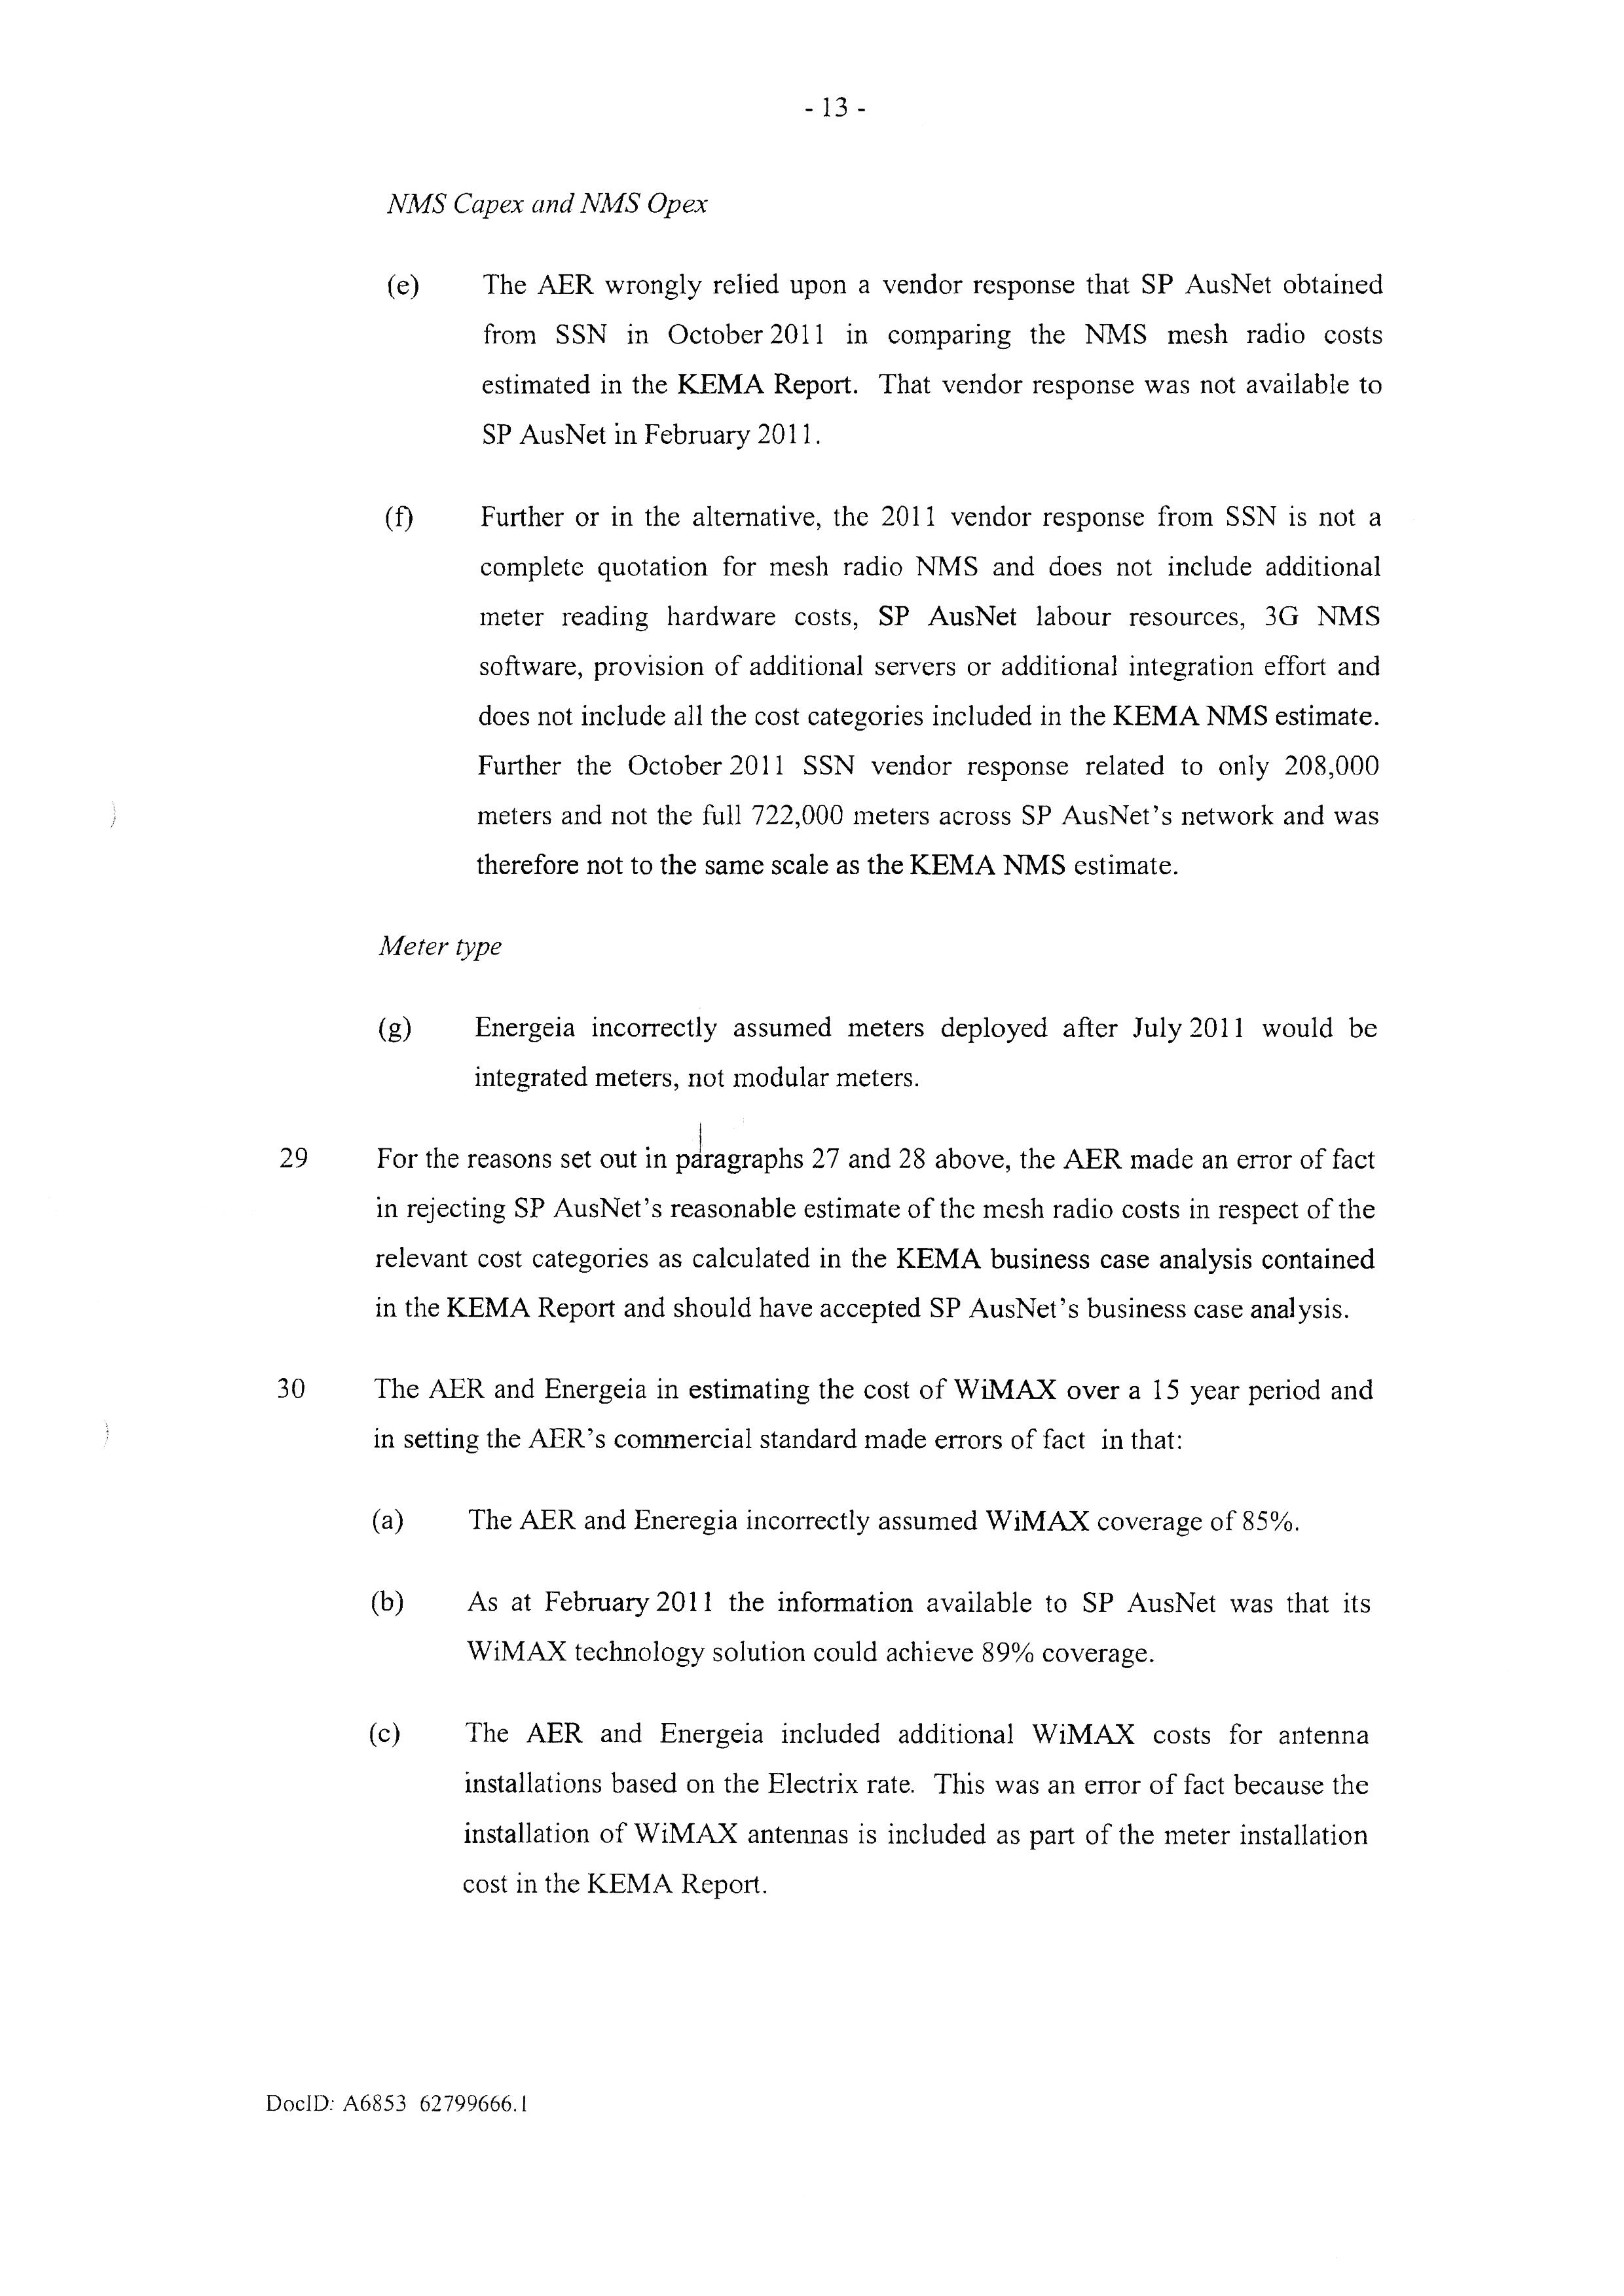 - 13 -
NMS Capex and NMS Opex
(e) The AER wrongly relied upon a vendor response that SP AusNet obtained
from SSN in October 2011 in comparing the NMS mesh radio costs
estimated in the KEMA Report. That vendor response was not available to
SP AusNet in February 2011.
(f) Further or in the alternative, the 2011 vendor response from SSN is not a
complete quotation for mesh radio NMS and does not include additional
meter reading hardware costs, SP AusNet labour resources, 3G NMS
software, provision of additional servers or additional integration effort and
does not include all the cost categories included in the KEMA NMS estimate.
Further the October 2011 SSN vendor response related to only 208,000
meters and not the full 722,000 meters across SP AusNet's network and was
therefore not to the same scale as the KEMA NMS estimate.
Meter type
(g) Energeia incorrectly assumed meters deployed after July 2011 would be
integrated meters, not modular meters.
29 For the reasons set out in paragraphs 27 and 28 above, the AER made an error of fact
in rejecting SP AusNet's reasonable estimate of the mesh radio costs in respect of the
relevant cost categories as calculated in the KEMA business case analysis contained
in the KEMA Report and should have accepted SP AusNet's business case analysis.
30 The AER and Energeia in estimating the cost of WiMAX over a 15 year period and
in setting the AER's commercial standard made errors of fact in that:
(a) The AER and Eneregia incorrectly assumed WiMAX coverage of 85%.
(b) As at February 2011 the information available to SP AusNet was that its
WiMAX technology solution could achieve 89% coverage.
(c) The AER and Energeia included additional WiMAX costs for antenna
installations based on the Electrix rate. This was an error of fact because the
installation of WiMAX antennas is included as part of the meter installation
cost in the KEMA Report.
DocID: A6853 62799666.1